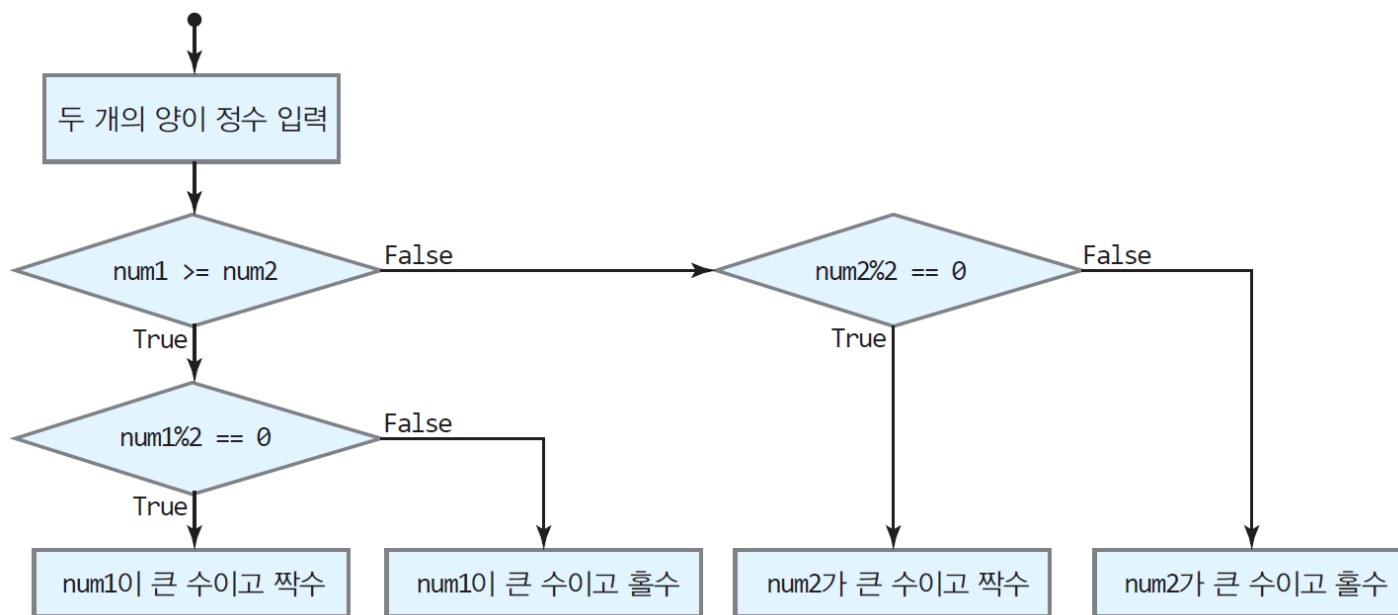 두 개의 양이 정수 입력
num1 >= num2
False
num2%2 == 0
False
True
True
num1%2 == 0
False
True
num1이 큰 수이고 짝수
num1이 큰 수이고 홀수
num2가 큰 수이고 짝수
num2가 큰 수이고 홀수